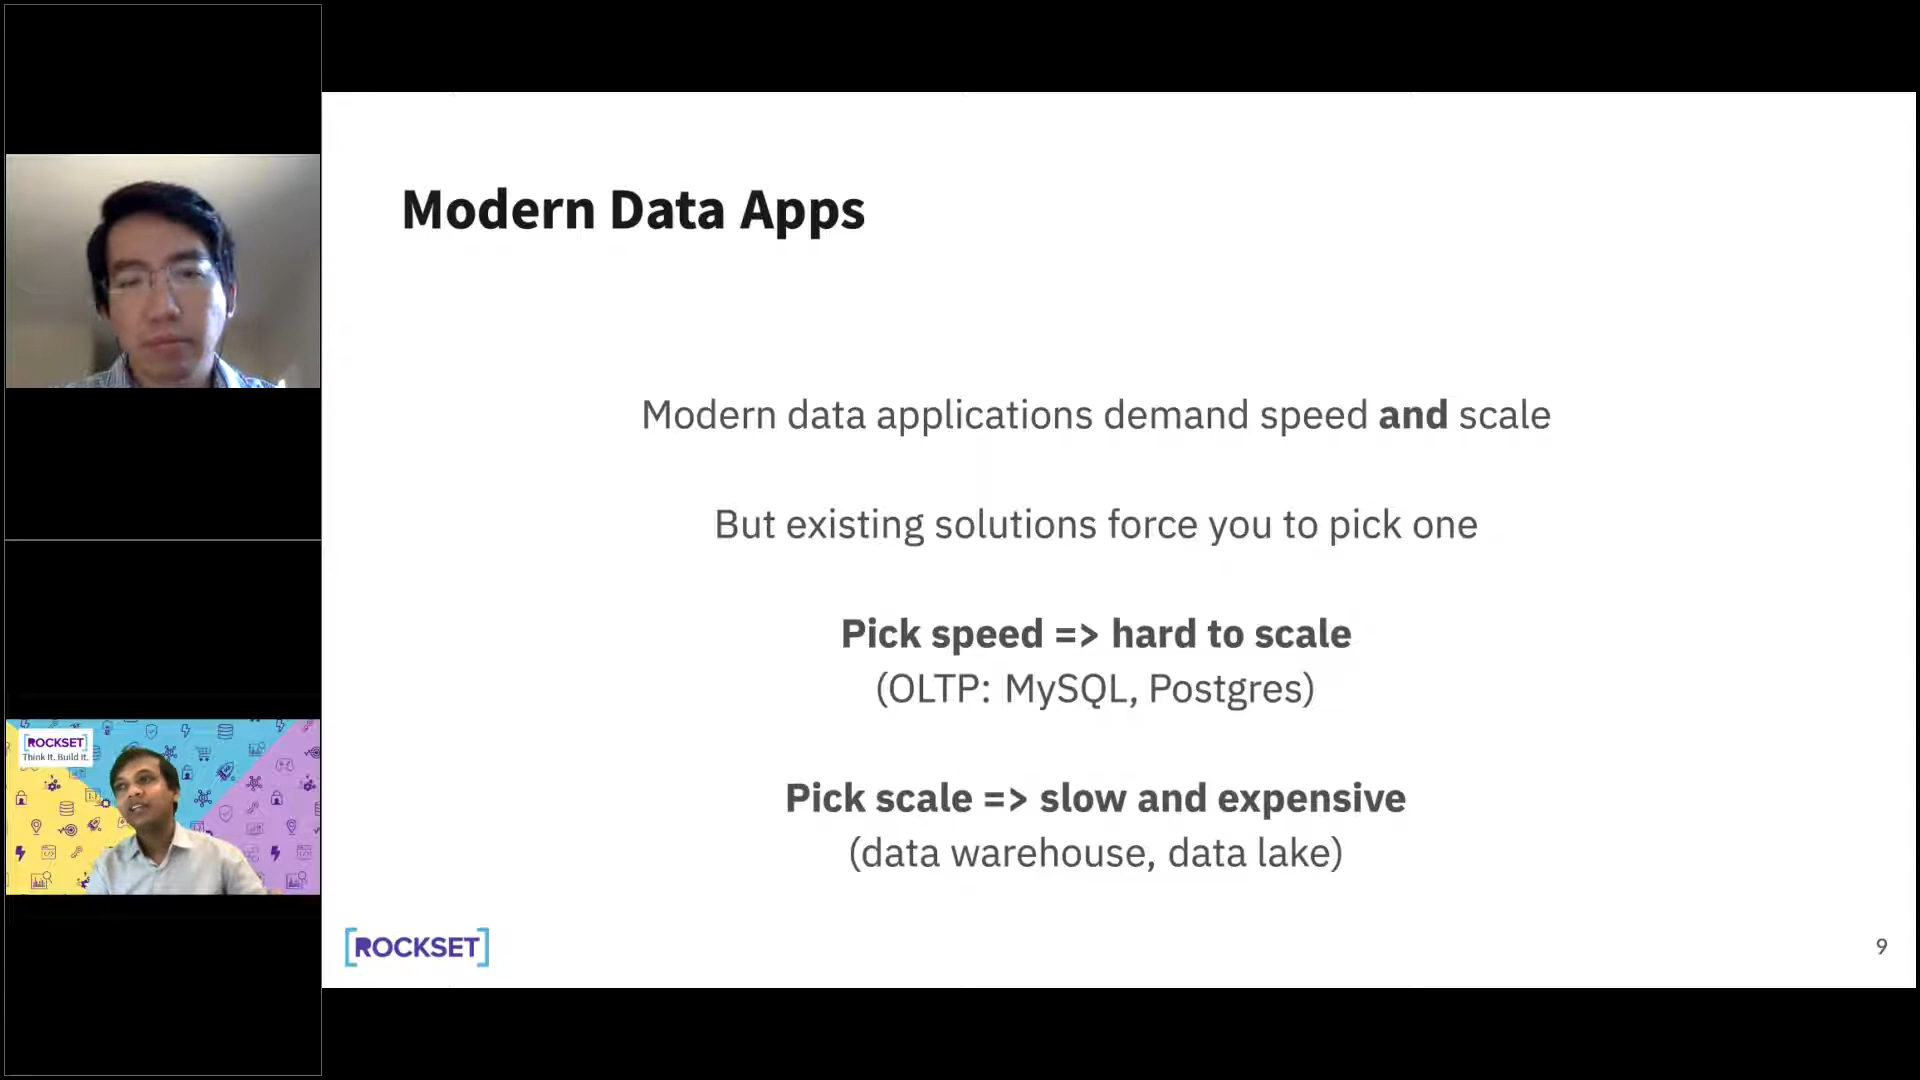 Modern Data Apps
Modern data applications demand speed and scale
But existing solutions force you to pick one
Pick speed => hard to scale
(OLTP: MySQL, Postgres)
Pick scale => slow and expensive
(data warehouse, data lake)
[ROCKSET]
9
[ROCKSET]
Think It. Build It.